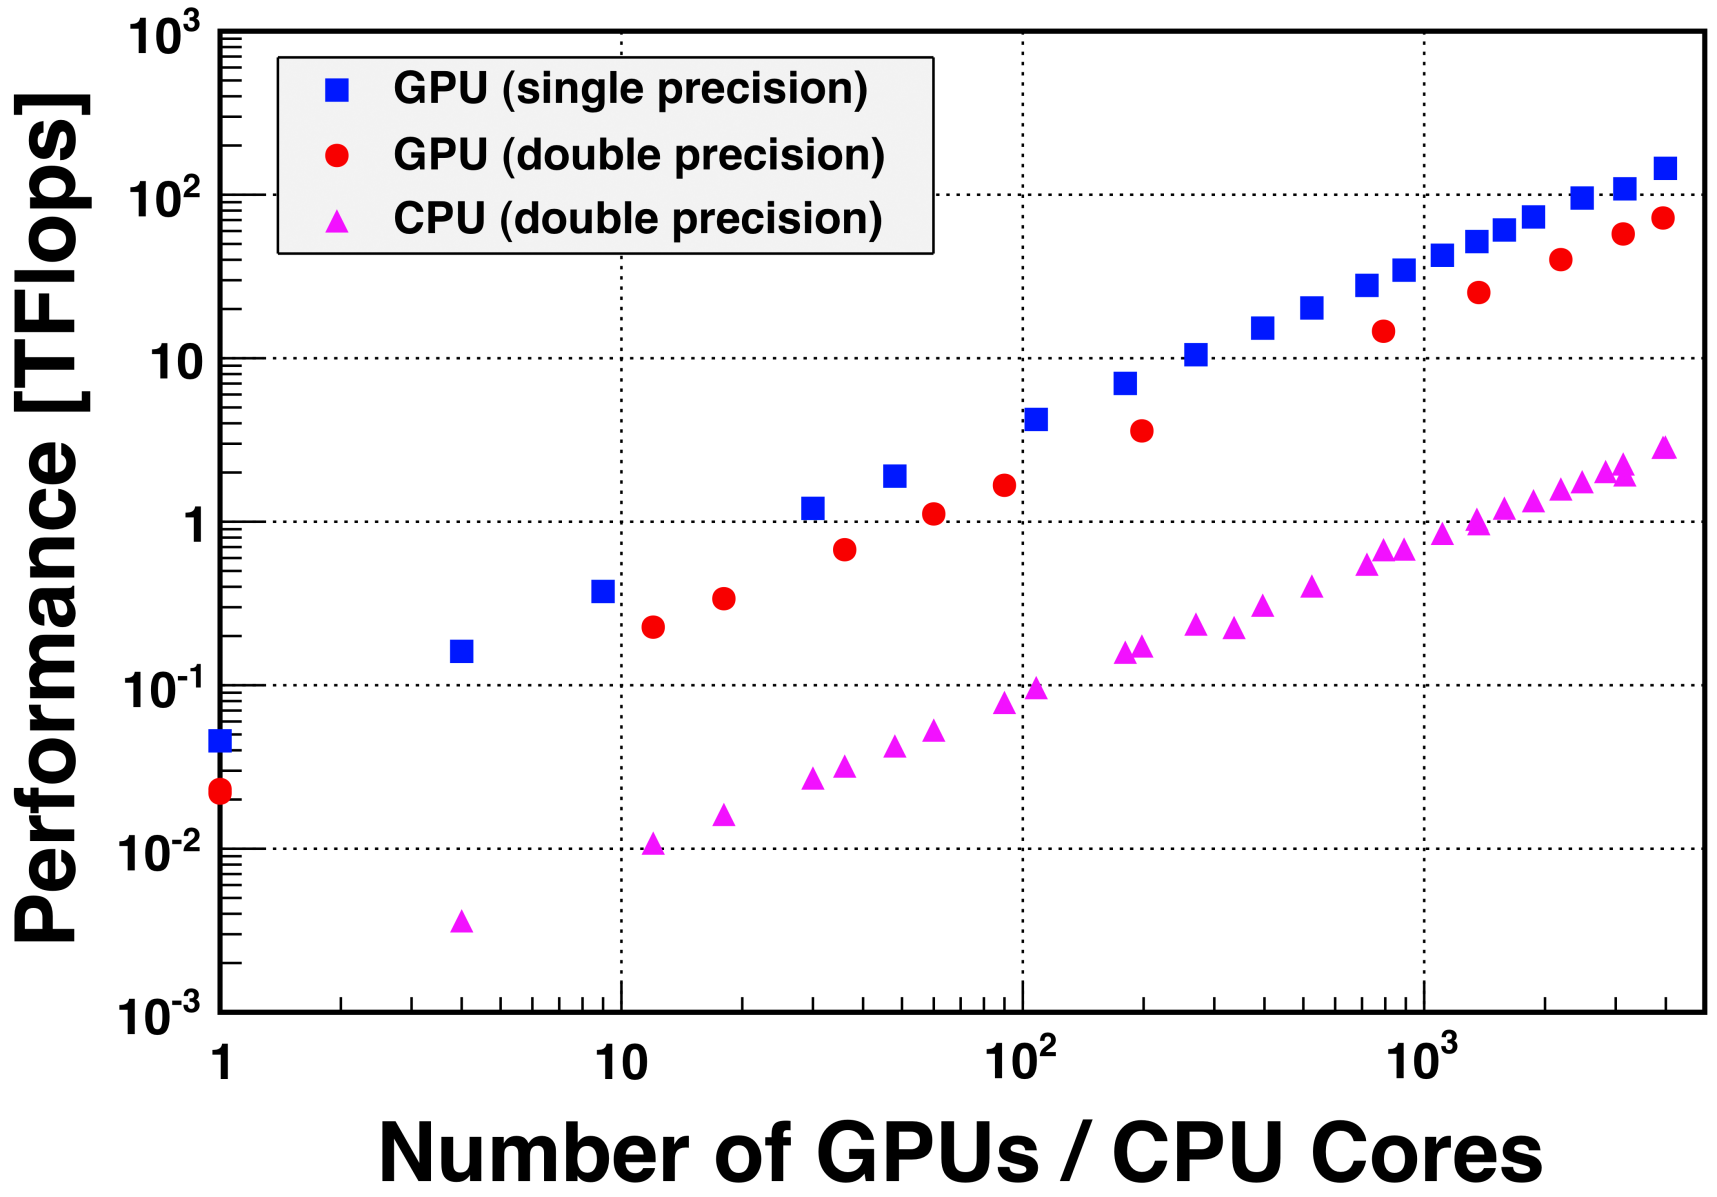 Performance [TFlops]
10³
10²
10
1
10⁻¹
10⁻²
10⁻³
GPU (single precision)
GPU (double precision)
CPU (double precision)
1 10 10² 10³
Number of GPUs / CPU Cores